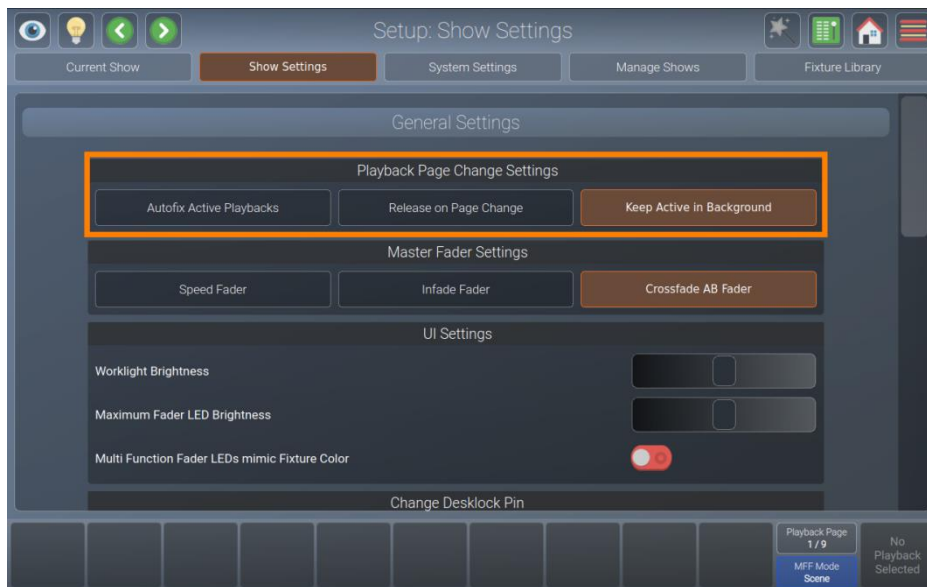 Setup: Show Settings
Current Show
Show Settings
System Settings
Manage Shows
Fixture Library
General Settings
Playback Page Change Settings
Autofix Active Playbacks
Release on Page Change
Keep Active in Background
Master Fader Settings
Speed Fader
Infade Fader
Crossfade AB Fader
UI Settings
Worklight Brightness
Maximum Fader LED Brightness
Multi Function Fader LEDs mimic Fixture Color
Change Desklock Pin
Playback Page
1/9
MFF Mode
Scene
No
Playback
Selected